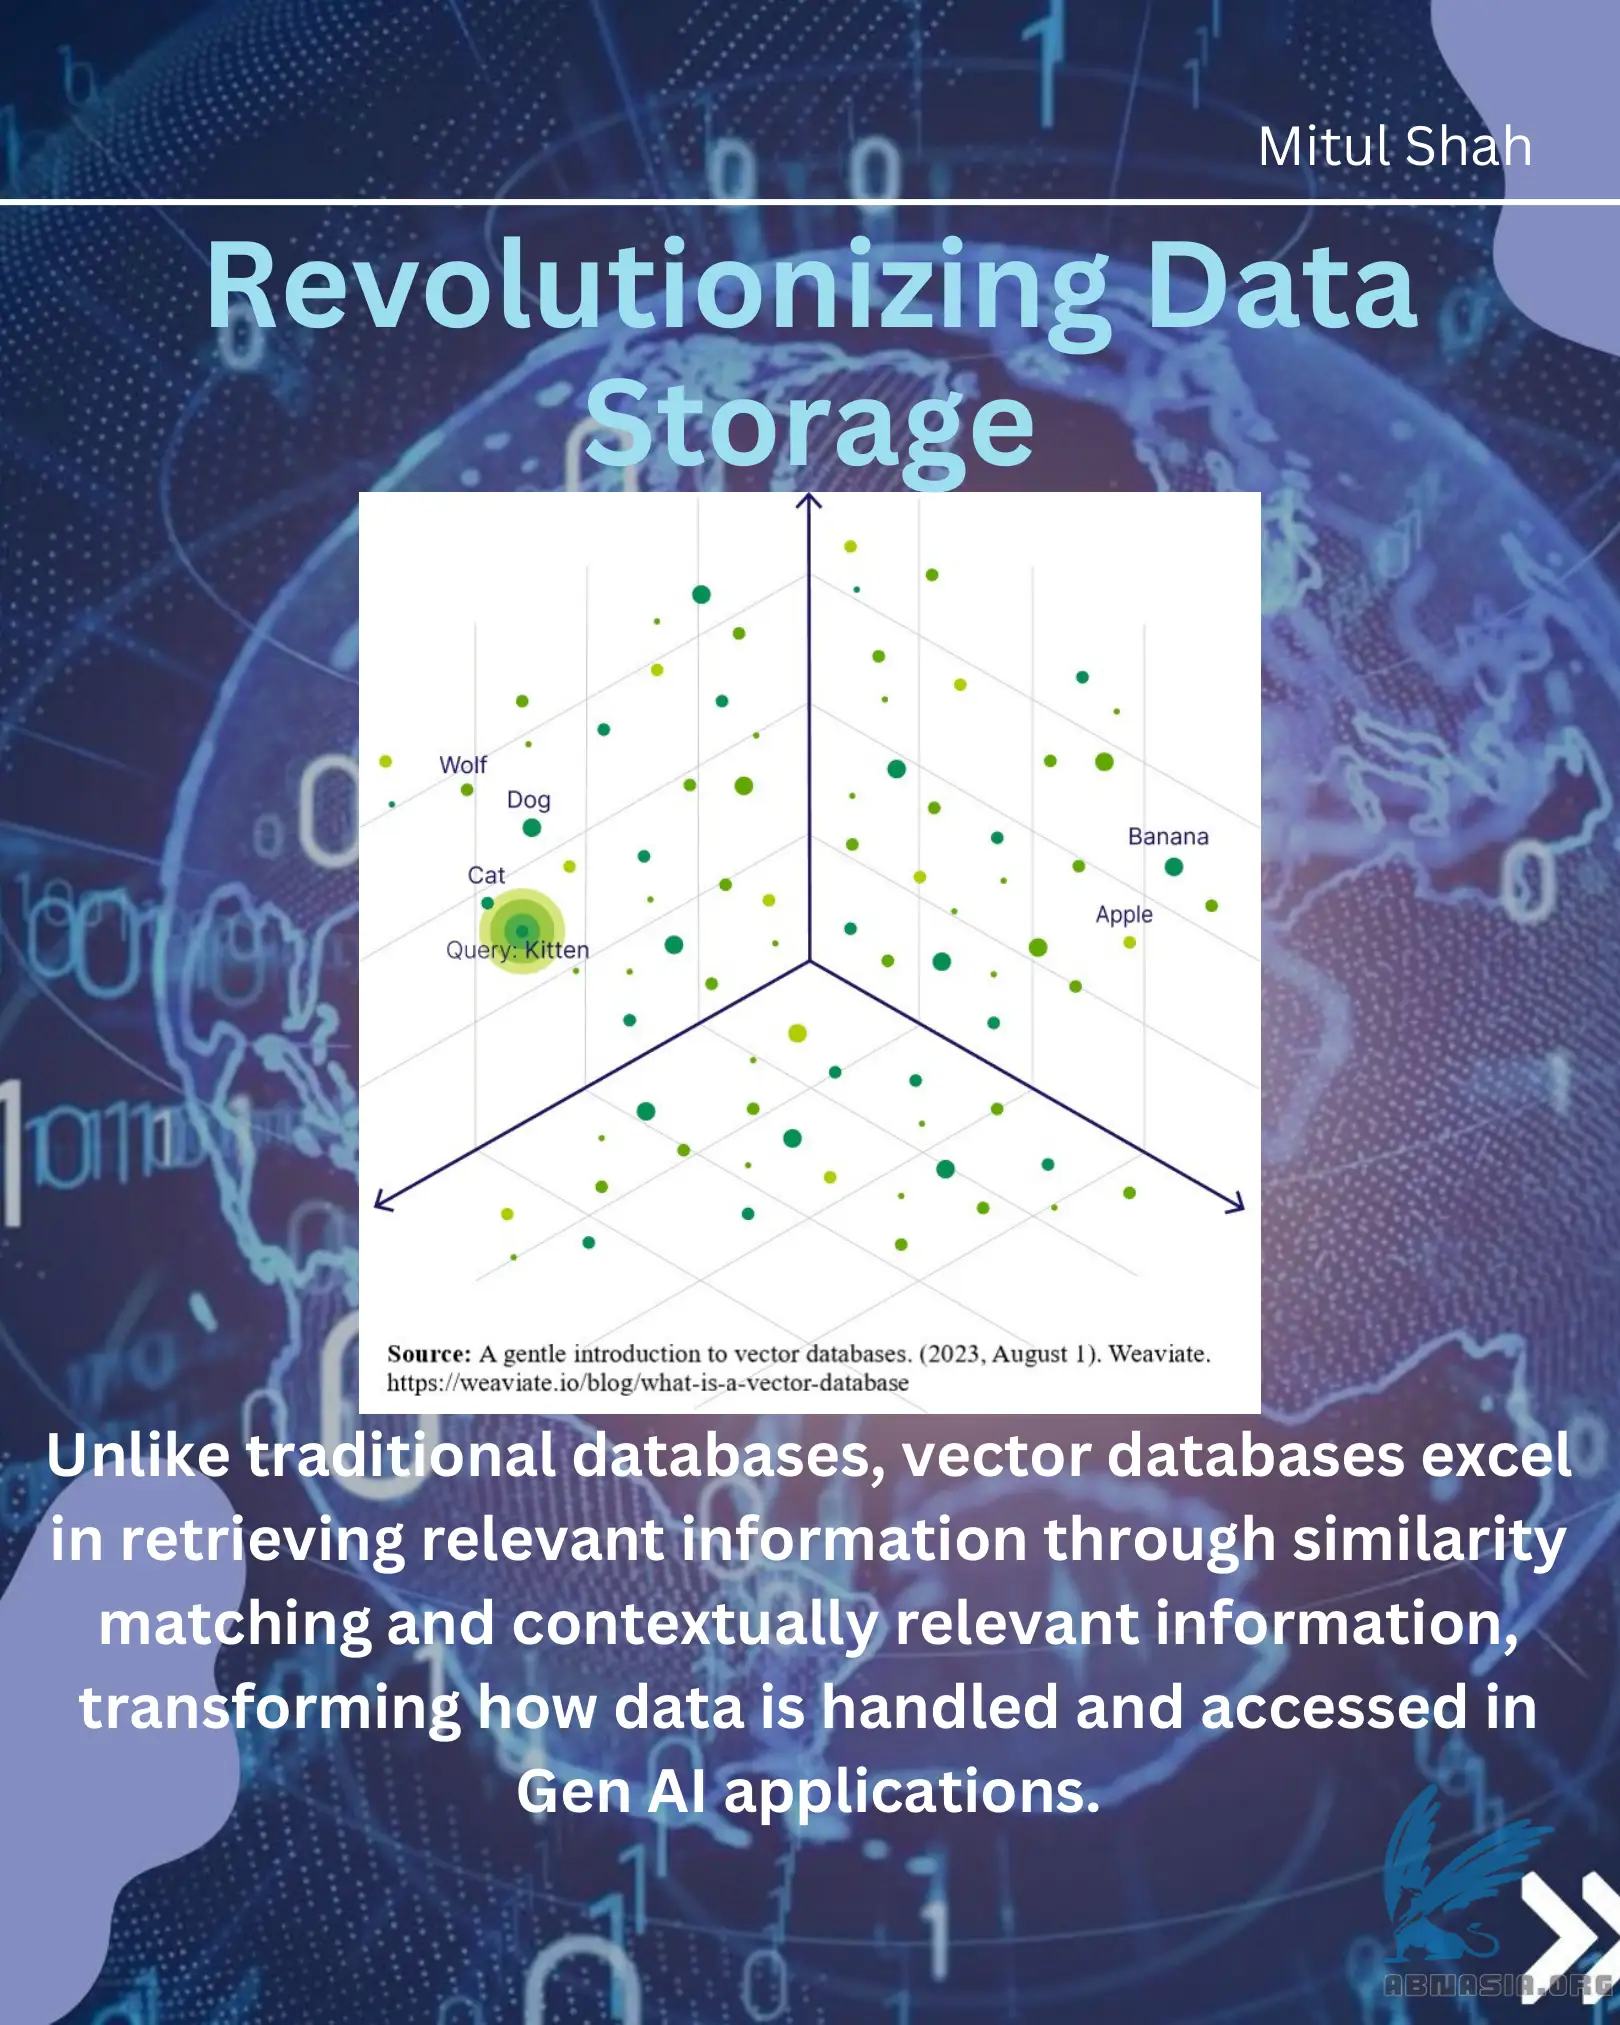 Mitul Shah
Revolutionizing Data
Storage
Wolf
Dog
Cat
Query: Kitten
Banana
Apple
Source: A gentle introduction to vector databases. (2023, August 1). Weaviate.
https://weaviate.io/blog/what-is-a-vector-database
Unlike traditional databases, vector databases excel
in retrieving relevant information through similarity
matching and contextually relevant information,
transforming how data is handled and accessed in
Gen AI applications.
ABNASIA.ORG